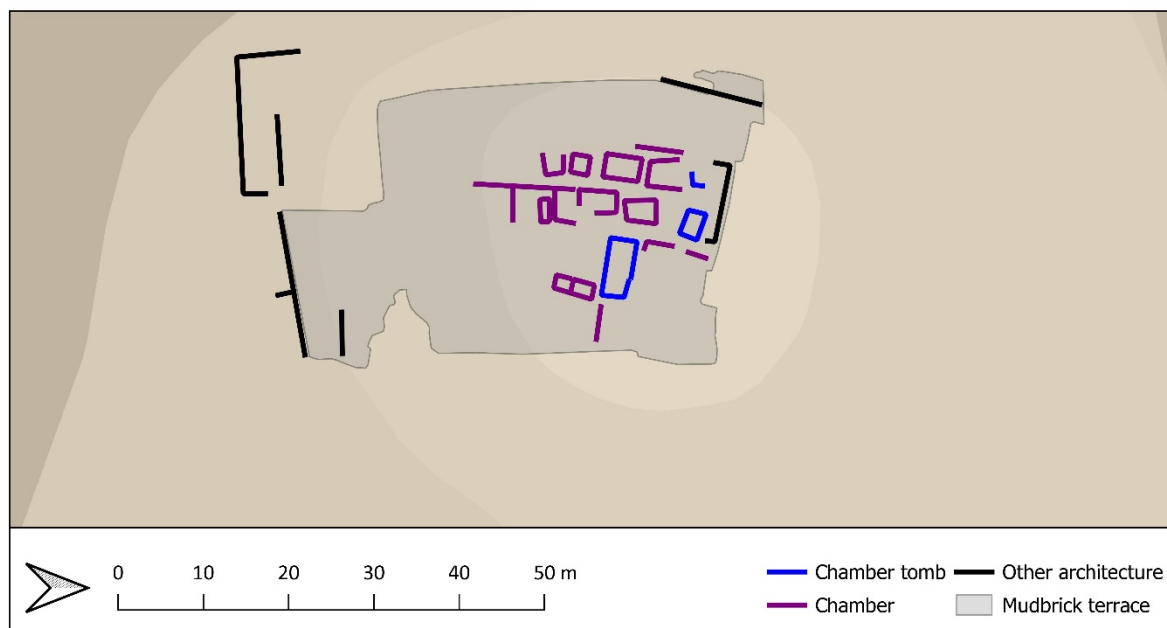 0 10 20 30 40 50 m
Chamber tomb
Other architecture
Chamber
Mudbrick terrace